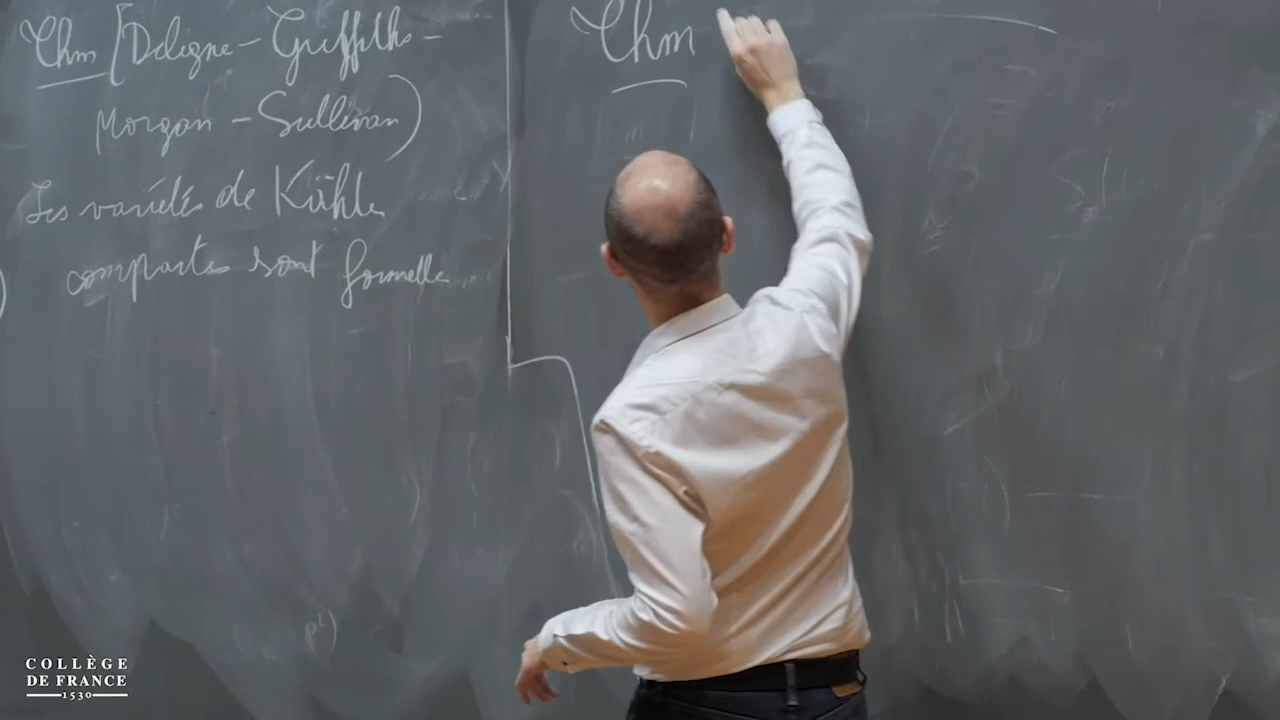 Thm [Deligne - Griffiths -
Morgan - Sullivan)
Les variétés de Kähler
compactes sont formelles
Thm
COLLÈGE
DE FRANCE
1530